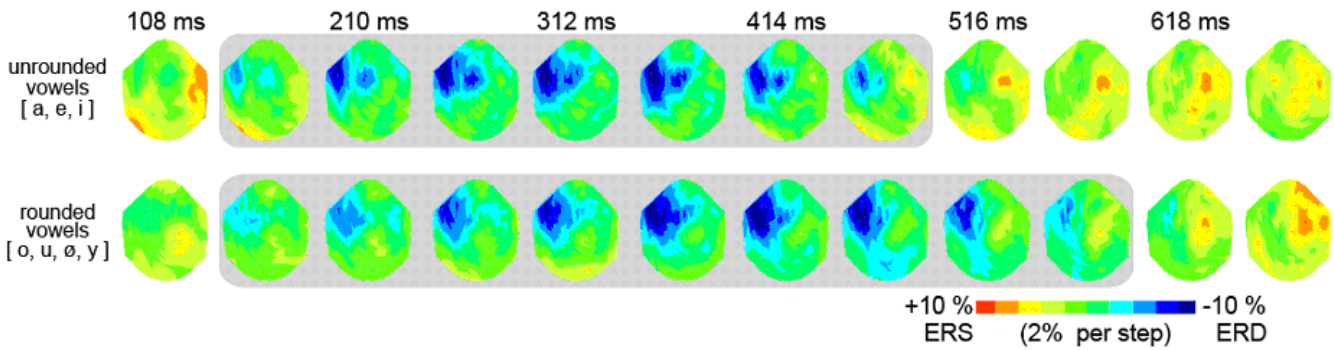 108 ms 210 ms 312 ms 414 ms 516 ms 618 ms
unrounded
vowels
[ a, e, i ]
rounded
vowels
[ o, u, ø, y ]
+10 % -10 %
ERS (2% per step) ERD